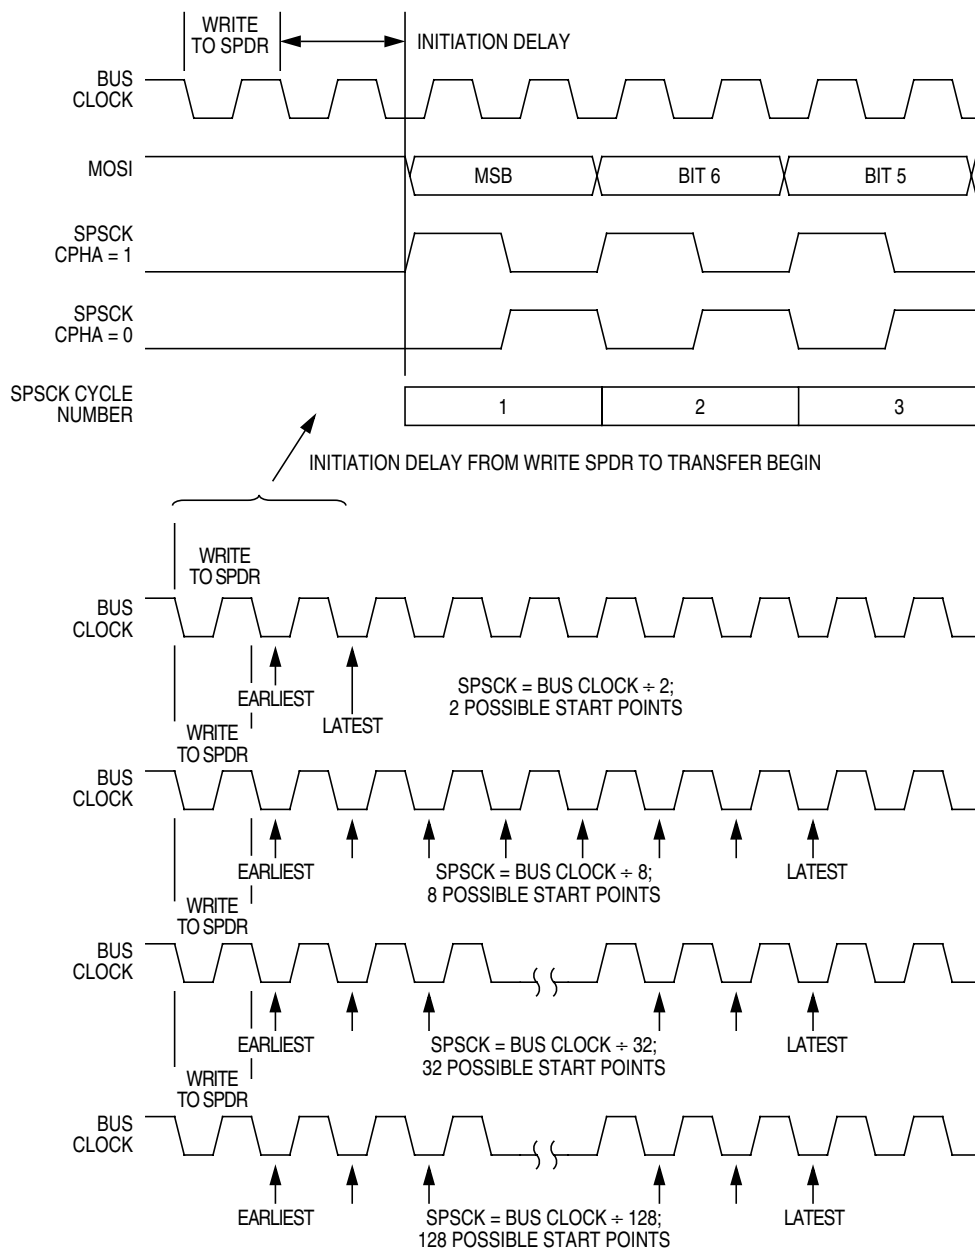 WRITE
TO SPDR
INITIATION DELAY
BUS
CLOCK
MOSI
MSB
BIT 6
BIT 5
SPSCK
CPHA = 1
SPSCK
CPHA = 0
SPSCK CYCLE
NUMBER
1
2
3
INITIATION DELAY FROM WRITE SPDR TO TRANSFER BEGIN
WRITE
TO SPDR
BUS
CLOCK
EARLIEST
LATEST
SPSCK = BUS CLOCK ÷ 2;
2 POSSIBLE START POINTS
WRITE
TO SPDR
BUS
CLOCK
EARLIEST
SPSCK = BUS CLOCK ÷ 8;
8 POSSIBLE START POINTS
LATEST
WRITE
TO SPDR
BUS
CLOCK
EARLIEST
SPSCK = BUS CLOCK ÷ 32;
32 POSSIBLE START POINTS
LATEST
WRITE
TO SPDR
BUS
CLOCK
EARLIEST
SPSCK = BUS CLOCK ÷ 128;
128 POSSIBLE START POINTS
LATEST